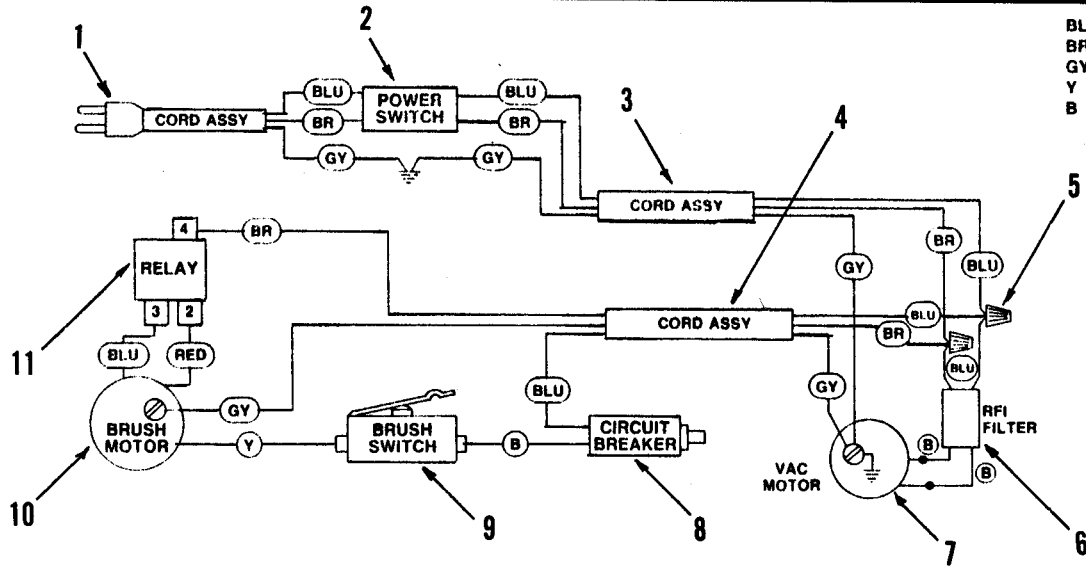 1
2
3
4
5
6
7
8
9
10
11
BL
BR
GY
Y
B
CORD ASSY
BLU
BR
GY
POWER
SWITCH
BLU
BR
GY
CORD ASSY
BR
BLU
GY
4
RELAY
3
2
BR
BLU
RED
CORD ASSY
BLU
BR
BLU
GY
BLU
GY
BRUSH
MOTOR
Y
BRUSH
SWITCH
B
CIRCUIT
BREAKER
VAC
MOTOR
RFI
FILTER
B
B